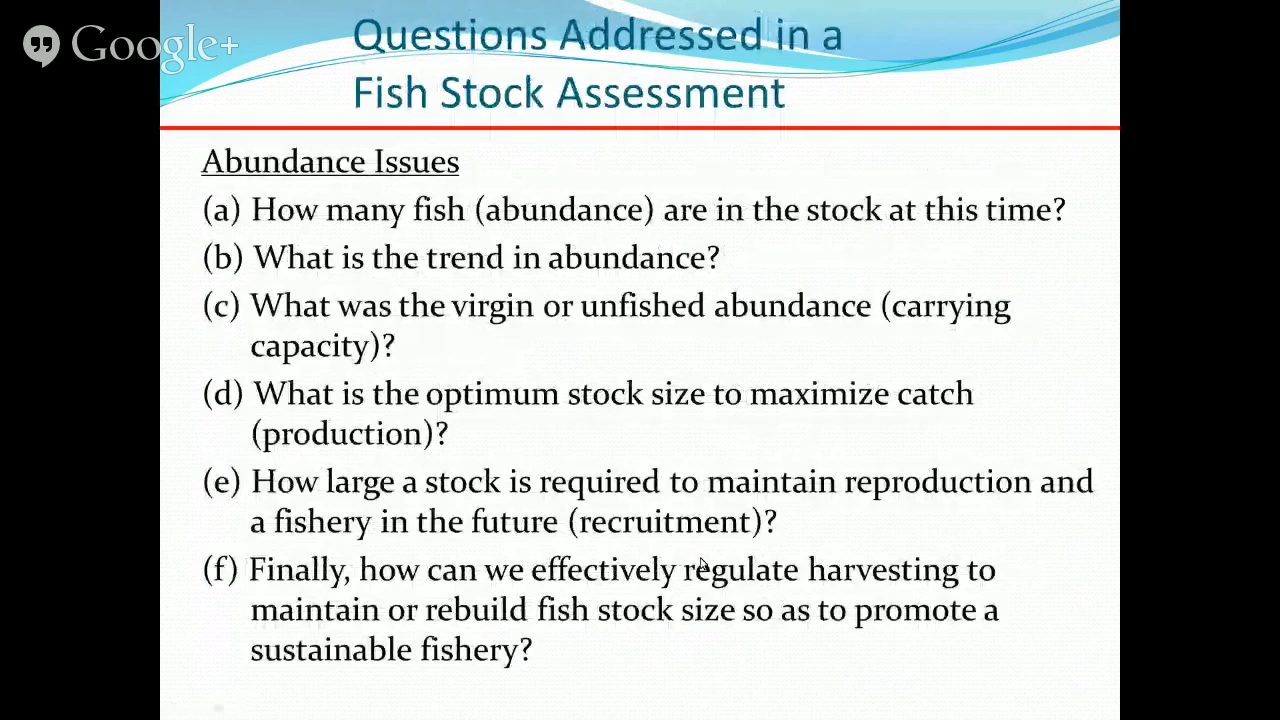 Google+
Questions Addressed in a
Fish Stock Assessment
Abundance Issues
(a) How many fish (abundance) are in the stock at this time?
(b) What is the trend in abundance?
(c) What was the virgin or unfished abundance (carrying
capacity)?
(d) What is the optimum stock size to maximize catch
(production)?
(e) How large a stock is required to maintain reproduction and
a fishery in the future (recruitment)?
(f) Finally, how can we effectively regulate harvesting to
maintain or rebuild fish stock size so as to promote a
sustainable fishery?